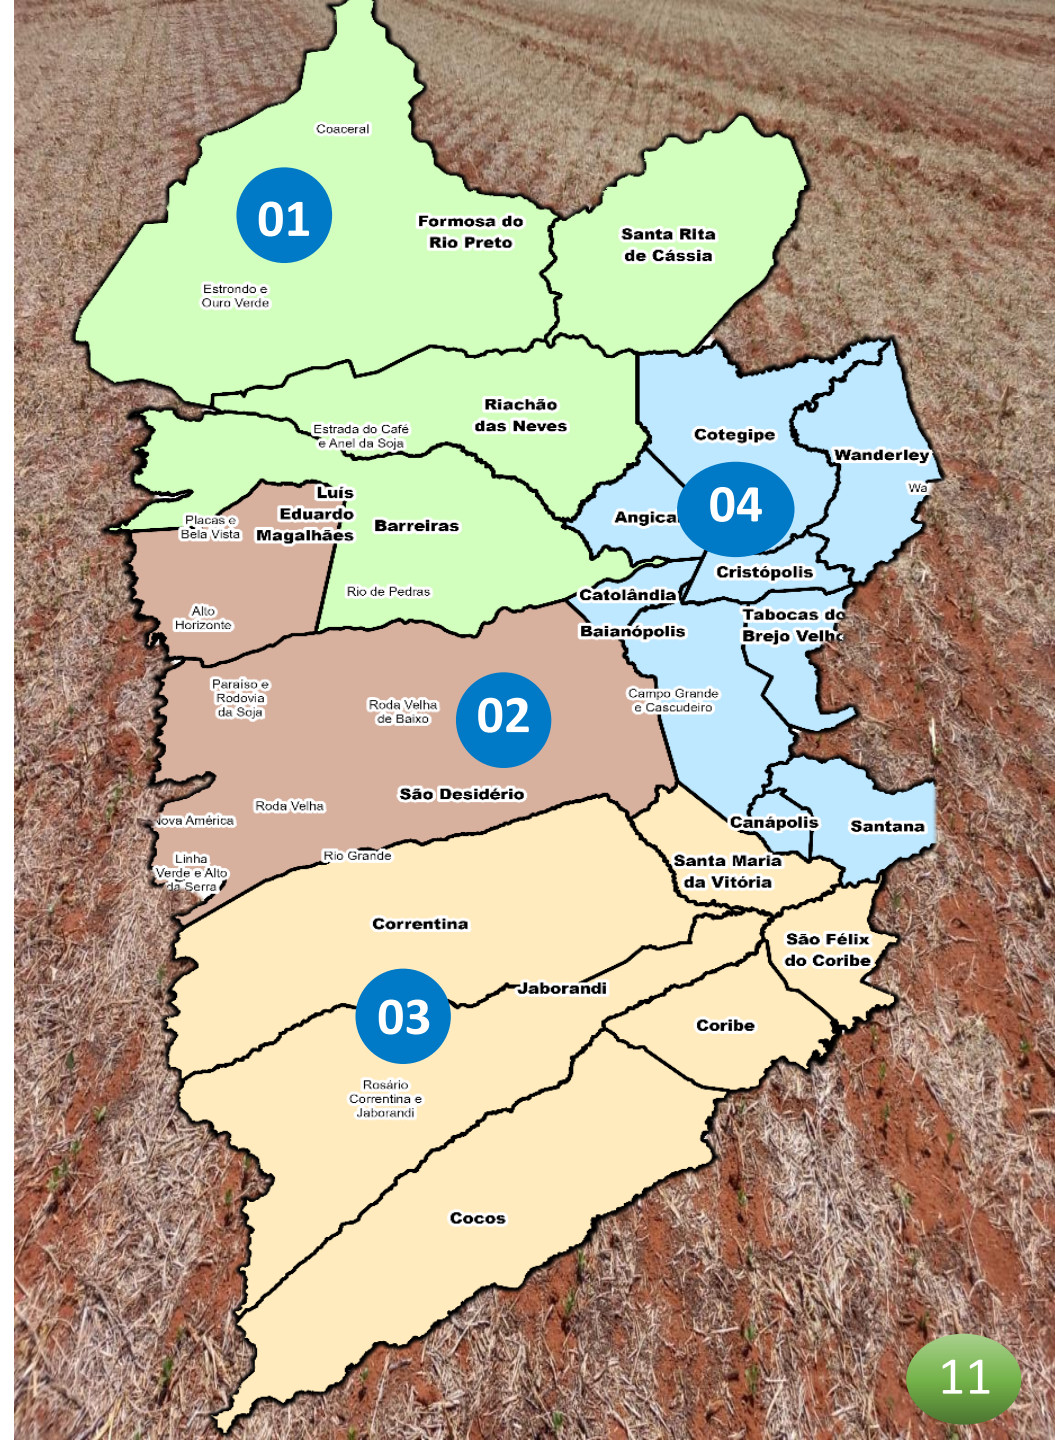 Coaceral
01
Formosa do
Rio Preto
Santa Rita
de Cássia
Estrondo e
Ouro Verde
Riachão
das Neves
Estrada do Café
e Anel da Soja
Cotegipe
Wanderley
Wa
Luís
Eduardo
Magalhães
Placas e
Bela Vista
Barreiras
Angica
04
Cristópolis
Rio de Pedras
Catolândia
Alto
Horizonte
Baianópolis
Tabocas do
Brejo Velho
Paraíso e
Rodovia
da Soja
Roda Velha
de Baixo
02
Campo Grande
e Cascudeiro
São Desidério
Roda Velha
Nova América
Canápolis
Santana
Linha
Verde e Alto
da Serra
Rio Grande
Santa Maria
da Vitória
Correntina
São Félix
do Coribe
Jaborandi
03
Coribe
Rosário
Correntina e
Jaborandi
Cocos
11